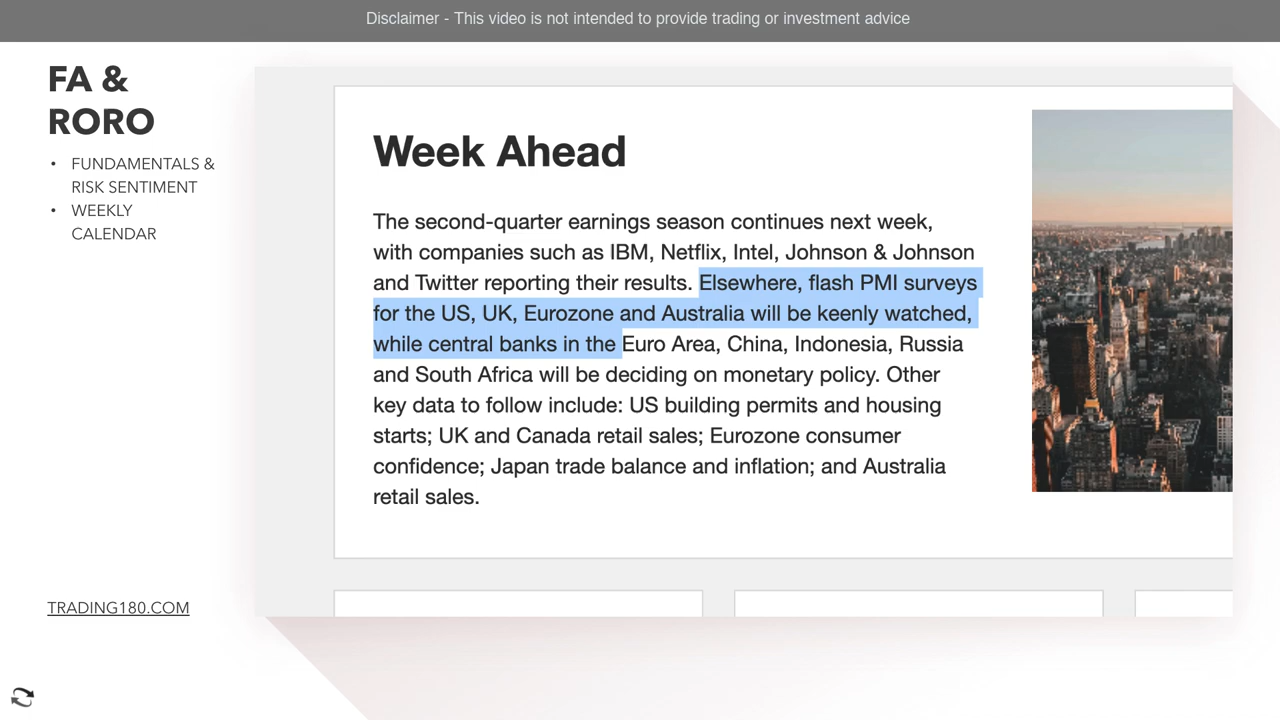 Disclaimer - This video is not intended to provide trading or investment advice
FA &
RORO
• FUNDAMENTALS &
RISK SENTIMENT
• WEEKLY
CALENDAR
TRADING180.COM
Week Ahead
The second-quarter earnings season continues next week,
with companies such as IBM, Netflix, Intel, Johnson & Johnson
and Twitter reporting their results. Elsewhere, flash PMI surveys
for the US, UK, Eurozone and Australia will be keenly watched,
while central banks in the Euro Area, China, Indonesia, Russia
and South Africa will be deciding on monetary policy. Other
key data to follow include: US building permits and housing
starts; UK and Canada retail sales; Eurozone consumer
confidence; Japan trade balance and inflation; and Australia
retail sales.